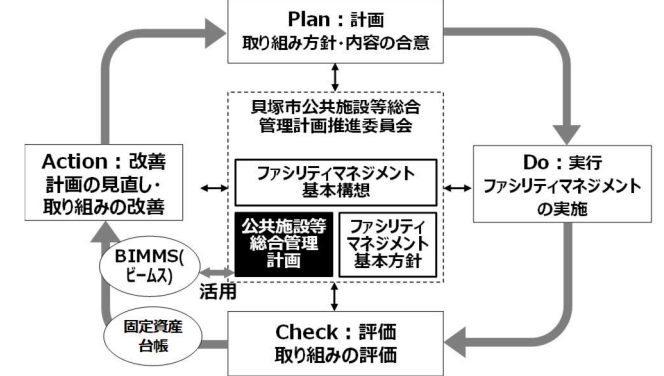 Plan：計画
取り組み方針・内容の合意
貝塚市公共施設等総合
管理計画推進委員会
Action：改善
計画の見直し・
取り組みの改善
ファシリティマネジメント
基本構想
Do：実行
ファシリティマネジメント
の実施
公共施設等
総合管理
計画
ファシリティ
マネジメント
基本方針
BIMMS(
ビームス)
活用
固定資産
台帳
Check：評価
取り組みの評価